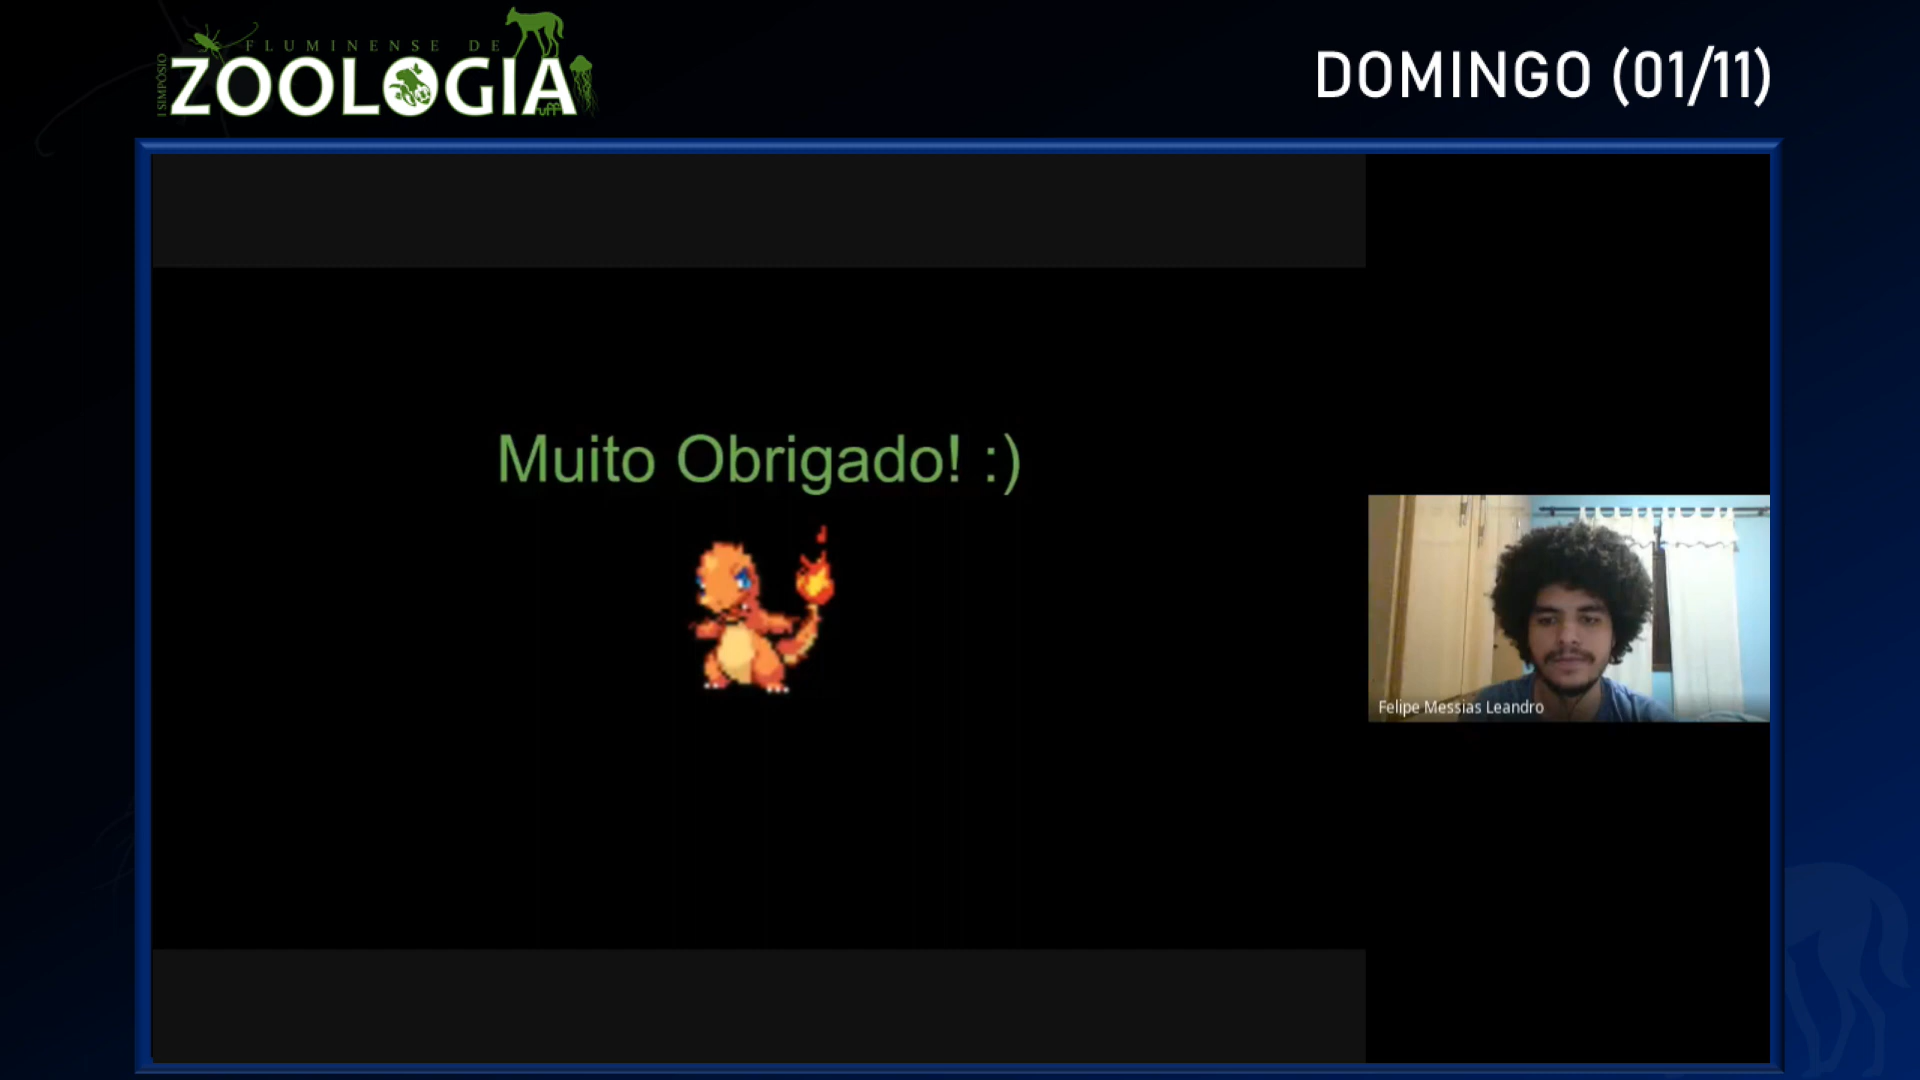 I SIMPÓSIO
FLUMINENSE DE
ZOOLOGIA
uff
DOMINGO (01/11)
Muito Obrigado! :)
Felipe Messias Leandro